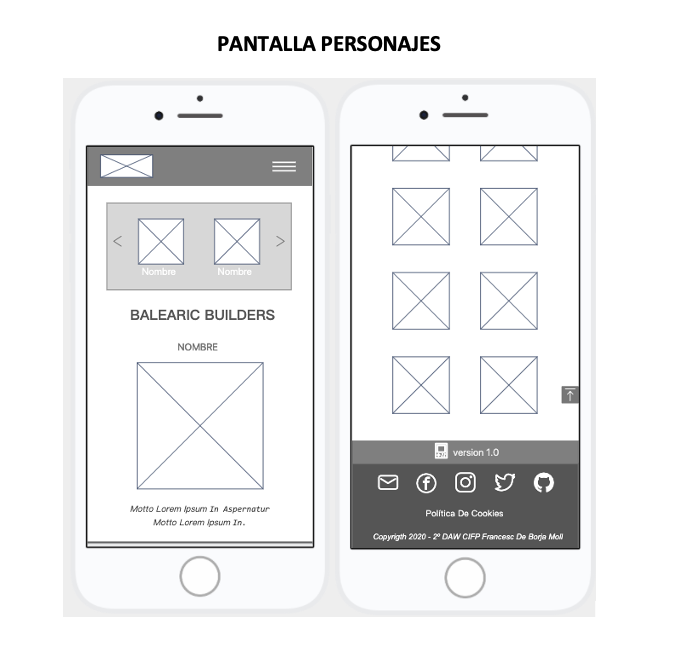 PANTALLA PERSONAJES
<
>
Nombre
Nombre
BALEARIC BUILDERS
NOMBRE
Motto Lorem Ipsum In Aspernatur
Motto Lorem Ipsum In.
version 1.0
Política De Cookies
Copyrigth 2020 - 2º DAW CIFP Francesc De Borja Moll